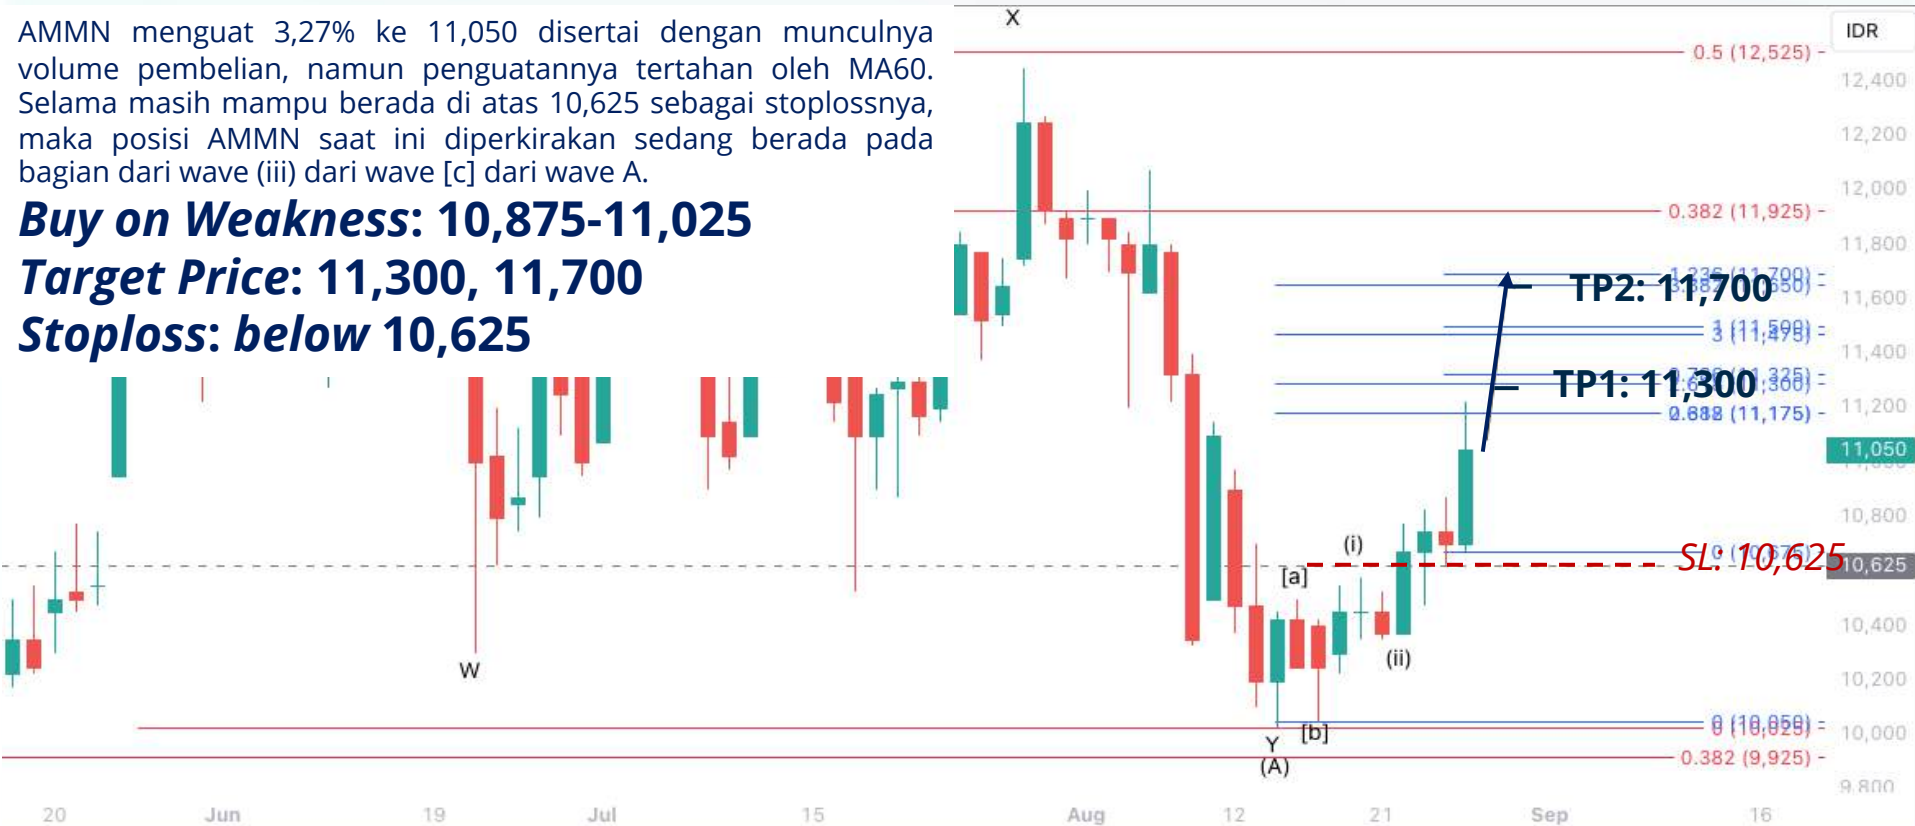 AMMN menguat 3,27% ke 11,050 disertai dengan munculnya
volume pembelian, namun penguatannya tertahan oleh MA60.
Selama masih mampu berada di atas 10,625 sebagai stoplossnya,
maka posisi AMMN saat ini diperkirakan sedang berada pada
bagian dari wave (iii) dari wave [c] dari wave A.
Buy on Weakness: 10,875-11,025
Target Price: 11,300, 11,700
Stoploss: below 10,625
X
IDR
0.5 (12,525)
12,400
12,200
12,000
0.382 (11,925)
11,800
TP2: 11,700
11,600
3 (11,475)
11,400
TP1: 11,300
11,200
(11,175)
11,050
10,800
(i)
SL: 10,625
10,625
[a]
10,400
(ii)
W
10,200
0 (10,050)
10,000
[b]
Y
(A)
0.382 (9,925)
9,800
20
Jun
19
Jul
15
Aug
12
21
Sep
16